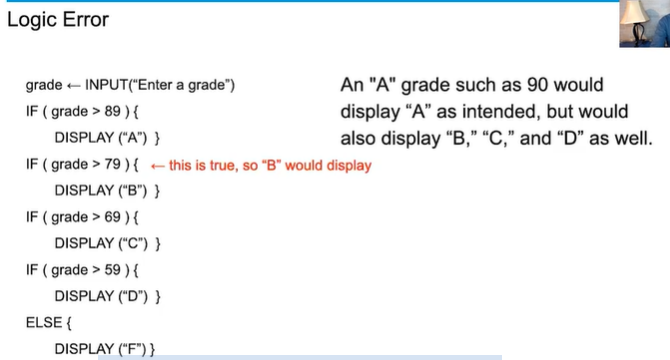 Logic Error
grade ← INPUT(“Enter a grade”)
IF ( grade > 89 ) {
DISPLAY (“A”) }
IF ( grade > 79 ) { ← this is true, so “B” would display
DISPLAY (“B”) }
IF ( grade > 69 ) {
DISPLAY (“C”) }
IF ( grade > 59 ) {
DISPLAY (“D”) }
ELSE {
DISPLAY (“F”) }
An "A" grade such as 90 would
display “A” as intended, but would
also display “B,” “C,” and “D” as well.